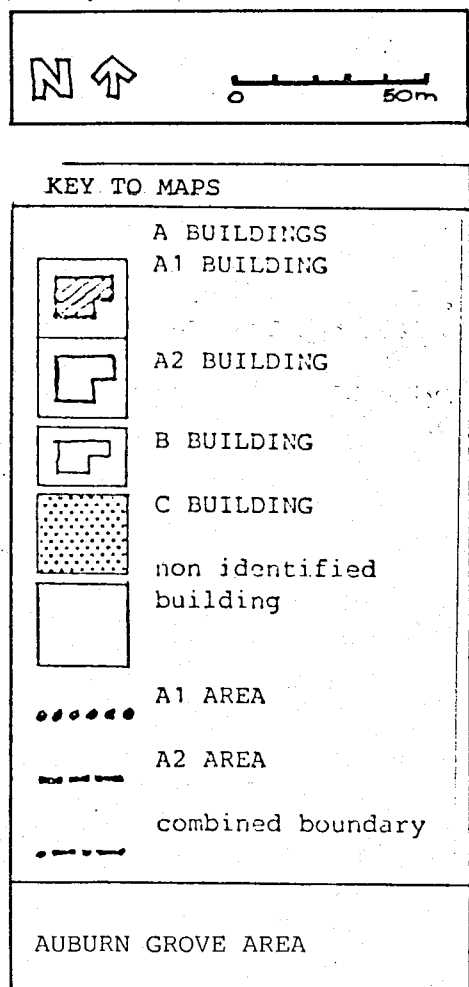 N
0 50m
KEY TO MAPS
A BUILDINGS
A1 BUILDING
A2 BUILDING
B BUILDING
C BUILDING
non identified
building
A1 AREA
A2 AREA
combined boundary
AUBURN GROVE AREA